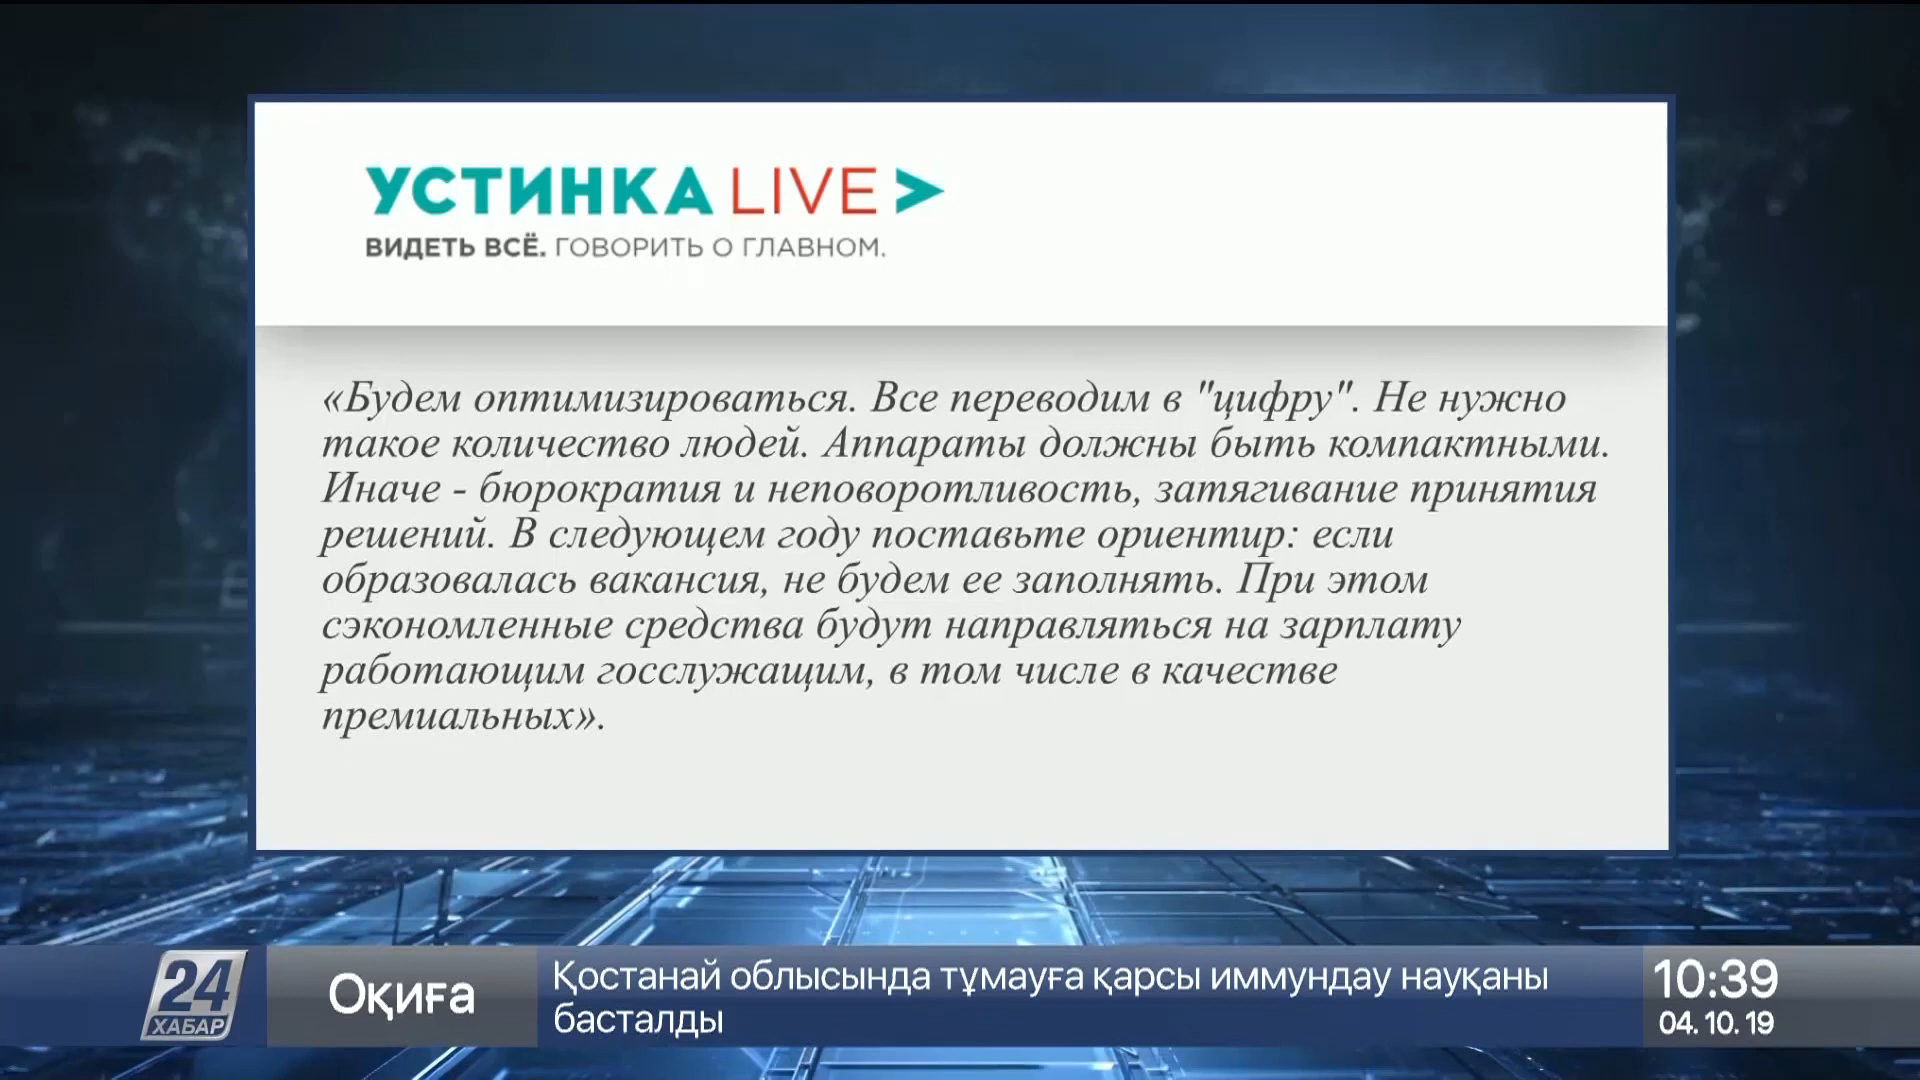 УСТИНКА LIVE >
ВИДЕТЬ ВСЁ. ГОВОРИТЬ О ГЛАВНОМ.
«Будем оптимизироваться. Все переводим в "цифру". Не нужно
такое количество людей. Аппараты должны быть компактными.
Иначе - бюрократия и неповоротливость, затягивание принятия
решений. В следующем году поставьте ориентир: если
образовалась вакансия, не будем ее заполнять. При этом
сэкономленные средства будут направляться на зарплату
работающим госслужащим, в том числе в качестве
премиальных».
24
ХАБАР
Оқиға
Қостанай облысында тұмауға қарсы иммундау науқаны
басталды
10:39
04. 10. 19